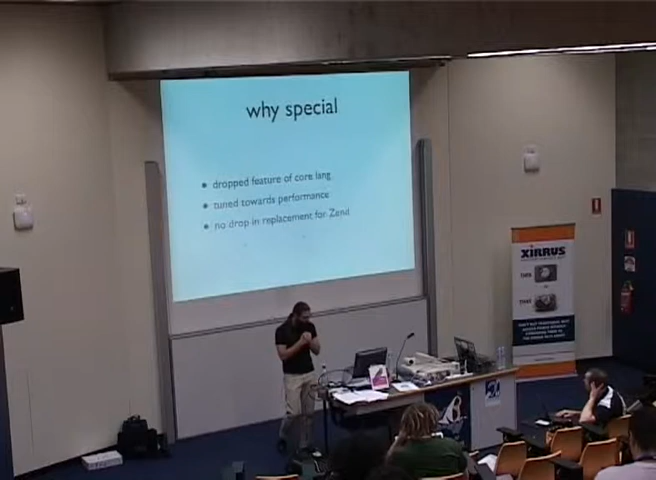 why special
• dropped feature of core lang
• tuned towards performance
• no drop in replacement for Zend
XIRRUS